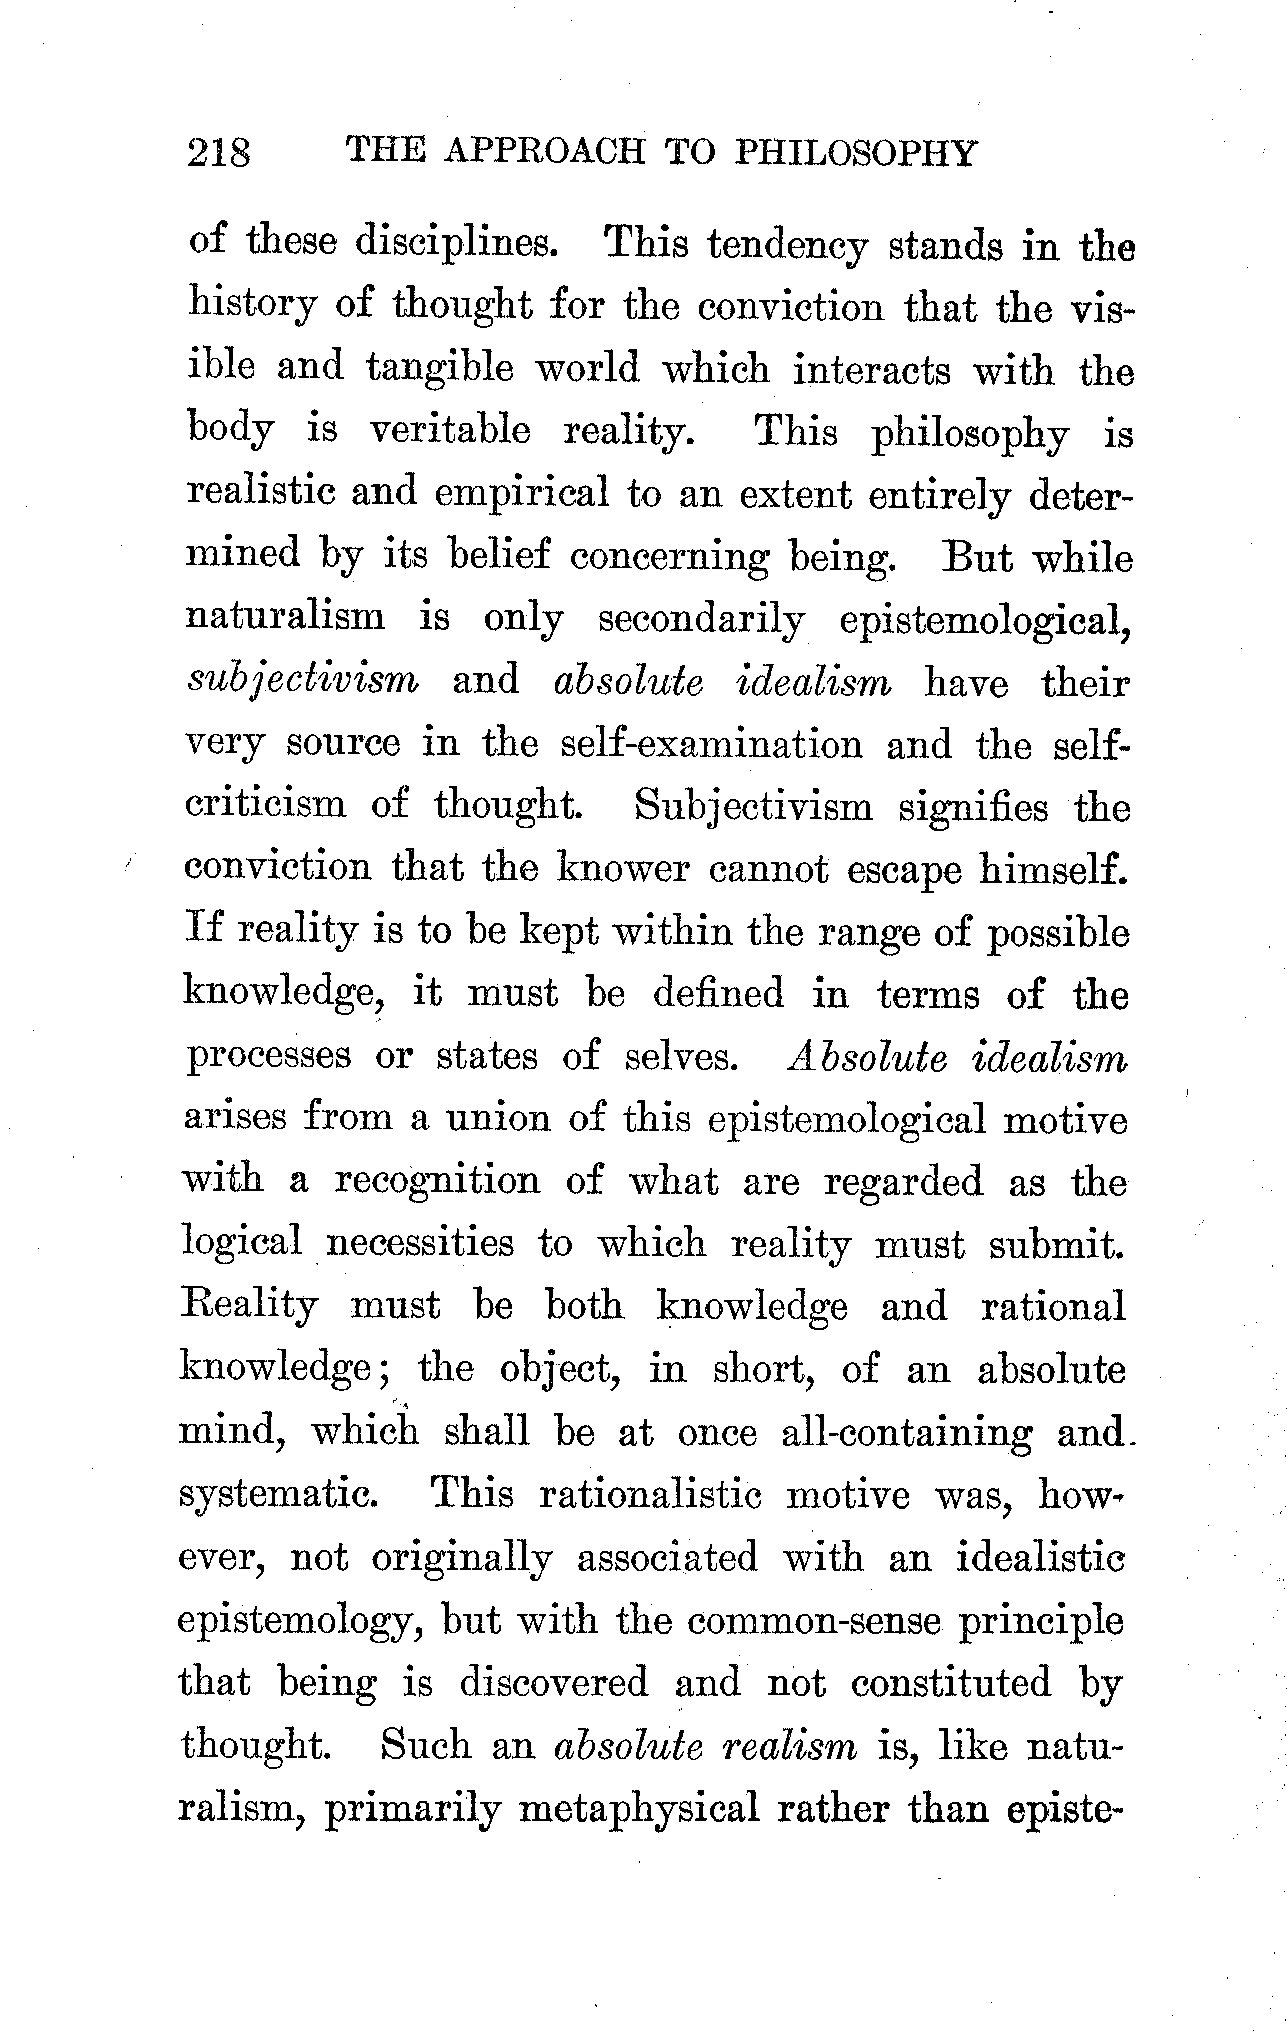 218 THE APPROACH TO PHILOSOPHY
of these disciplines. This tendency stands in the
history of thought for the conviction that the vis-
ible and tangible world which interacts with the
body is veritable reality. This philosophy is
realistic and empirical to an extent entirely deter-
mined by its belief concerning being. But while
naturalism is only secondarily epistemological,
subjectivism and absolute idealism have their
very source in the self-examination and the self-
criticism of thought. Subjectivism signifies the
conviction that the knower cannot escape himself.
If reality is to be kept within the range of possible
knowledge, it must be defined in terms of the
processes or states of selves. Absolute idealism
arises from a union of this epistemological motive
with a recognition of what are regarded as the
logical necessities to which reality must submit.
Reality must be both knowledge and rational
knowledge; the object, in short, of an absolute
mind, which shall be at once all-containing and
systematic. This rationalistic motive was, how-
ever, not originally associated with an idealistic
epistemology, but with the common-sense principle
that being is discovered and not constituted by
thought. Such an absolute realism is, like natu-
ralism, primarily metaphysical rather than episte-